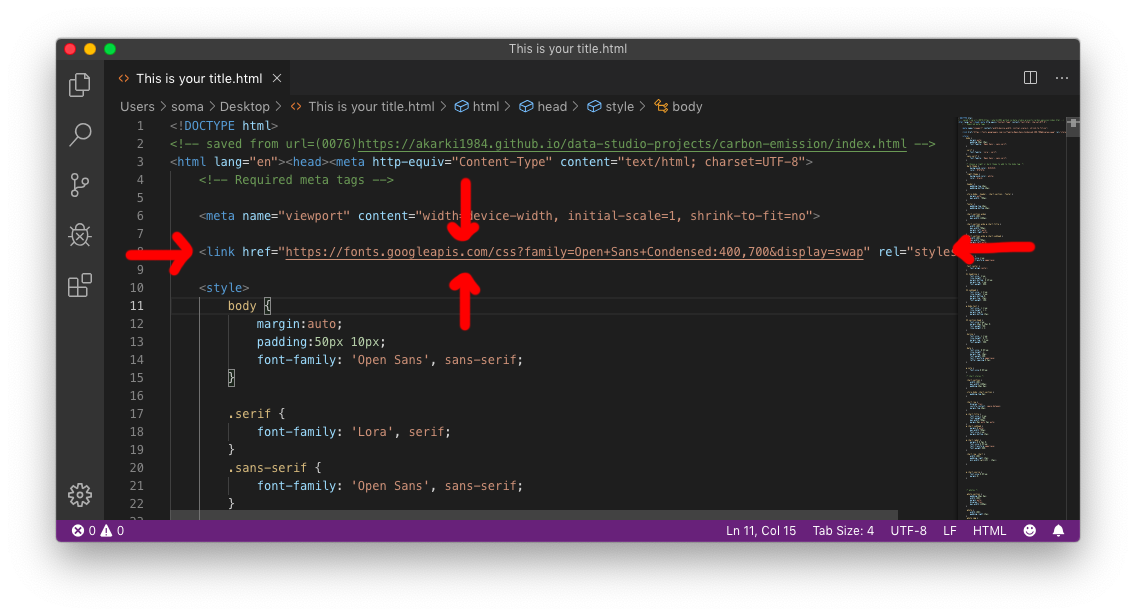 This is your title.html
<> This is your title.html ×
Users > soma > Desktop > <> This is your title.html > html > head > style > body
1 <!DOCTYPE html>
2 <!-- saved from url=(0076)https://akarki1984.github.io/data-studio-projects/carbon-emission/index.html -->
3 <html lang="en"><head><meta http-equiv="Content-Type" content="text/html; charset=UTF-8">
4 <!-- Required meta tags -->
5
6 <meta name="viewport" content="width=device-width, initial-scale=1, shrink-to-fit=no">
7
8 <link href="https://fonts.googleapis.com/css?family=Open+Sans+Condensed:400,700&display=swap" rel="styles
9
10 <style>
11 body {
12 margin:auto;
13 padding:50px 10px;
14 font-family: 'Open Sans', sans-serif;
15 }
16
17 .serif {
18 font-family: 'Lora', serif;
19 }
20 .sans-serif {
21 font-family: 'Open Sans', sans-serif;
22 }
23
0 0 Ln 11, Col 15 Tab Size: 4 UTF-8 LF HTML